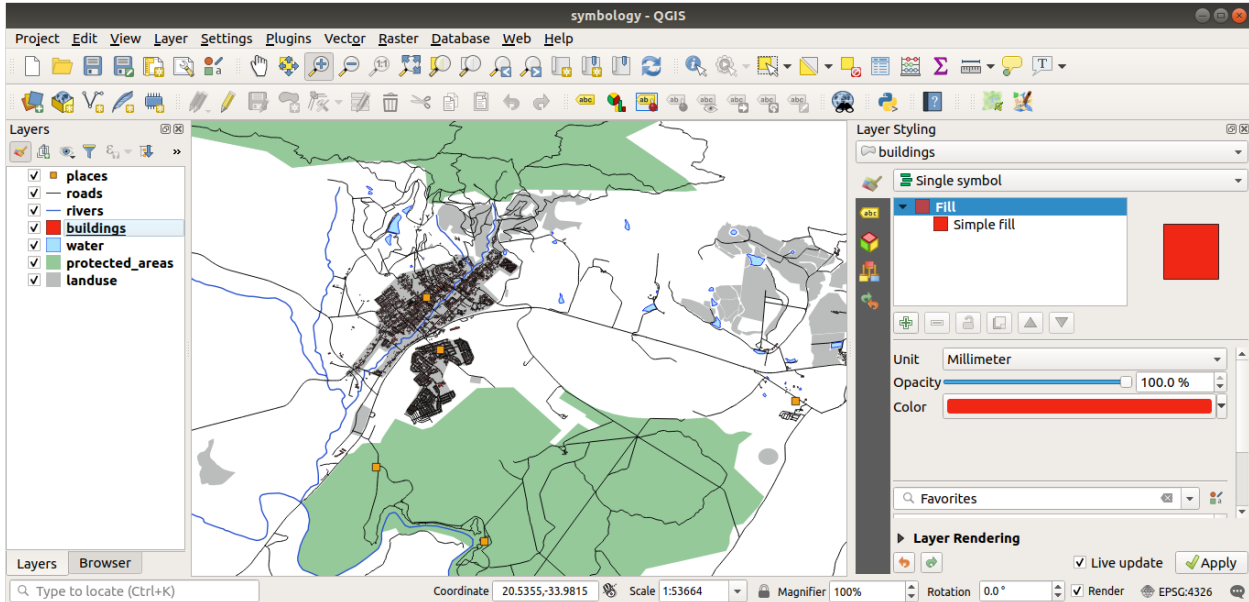 symbology - QGIS
Project Edit View Layer Settings Plugins Vector Raster Database Web Help
Layers
places
roads
rivers
buildings
water
protected_areas
landuse
Layers Browser
Layer Styling
buildings
Single symbol
Fill
Simple fill
Unit Millimeter
Opacity 100.0 %
Color
Favorites
Layer Rendering
Live update Apply
Type to locate (Ctrl+K) Coordinate 20.5355,-33.9815 Scale 1:53664 Magnifier 100% Rotation 0.0° Render EPSG:4326